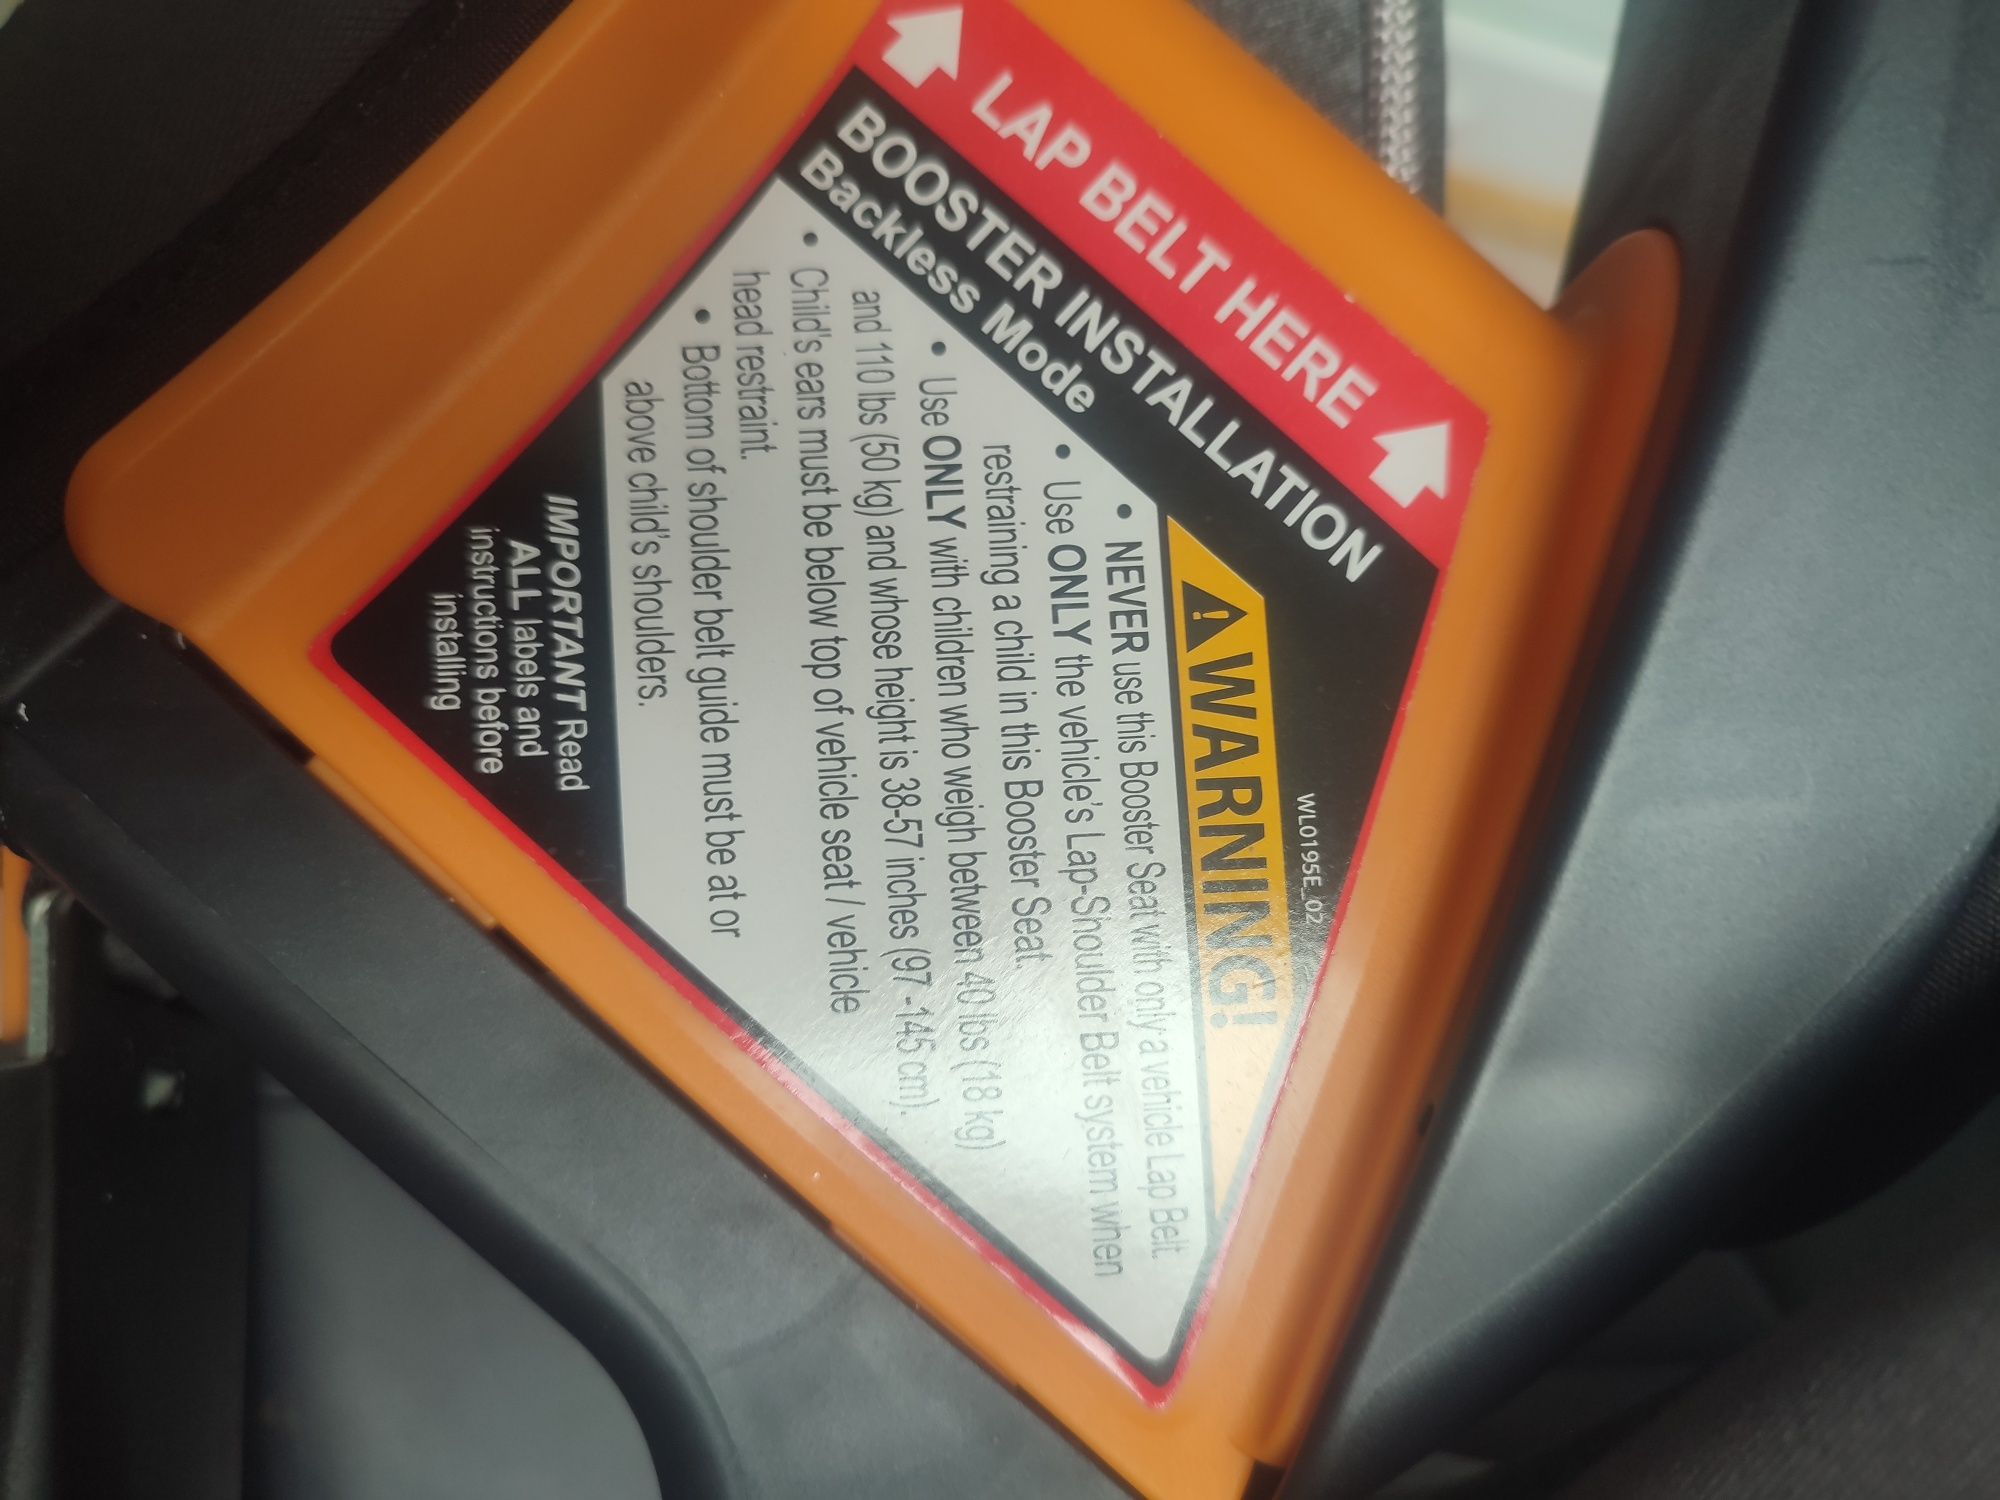 LAP BELT HERE
BOOSTER INSTALLATION
Backless Mode
WL0195E_02
WARNING!
• NEVER use this Booster Seat with only a vehicle Lap Belt.
• Use ONLY the vehicle's Lap-Shoulder Belt system when
restraining a child in this Booster Seat.
• Use ONLY with children who weigh between 40 lbs (18 kg)
and 110 lbs (50 kg) and whose height is 38-57 inches (97 -145 cm).
• Child's ears must be below top of vehicle seat / vehicle
head restraint.
• Bottom of shoulder belt guide must be at or
above child's shoulders.
IMPORTANT Read
ALL labels and
instructions before
installing